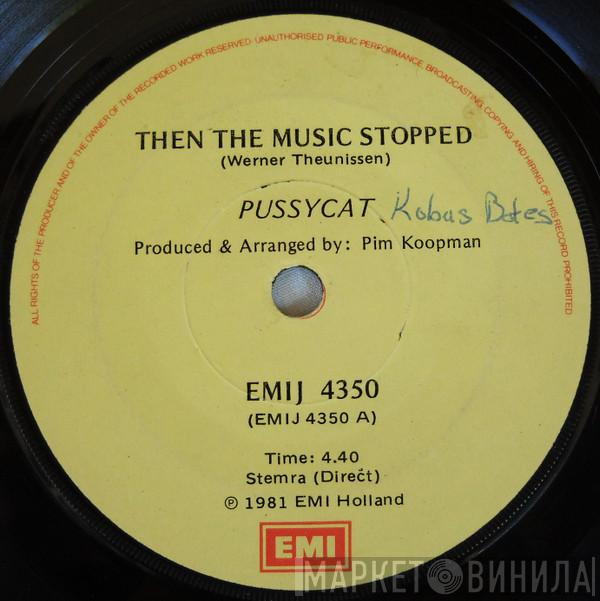 ALL RIGHTS OF THE PRODUCER AND OF THE OWNER OF THE RECORDED WORK RESERVED. UNAUTHORISED PUBLIC PERFORMANCE, BROADCASTING, COPYING AND HIRING OF THIS RECORD PROHIBITED
THEN THE MUSIC STOPPED
(Werner Theunissen)
PUSSYCAT Kobus Botes
Produced & Arranged by: Pim Koopman
EMIJ 4350
(EMIJ 4350 A)
Time: 4.40
Stemra (Direct)
℗ 1981 EMI Holland
EMI
МАРКЕТ ВИНИЛА